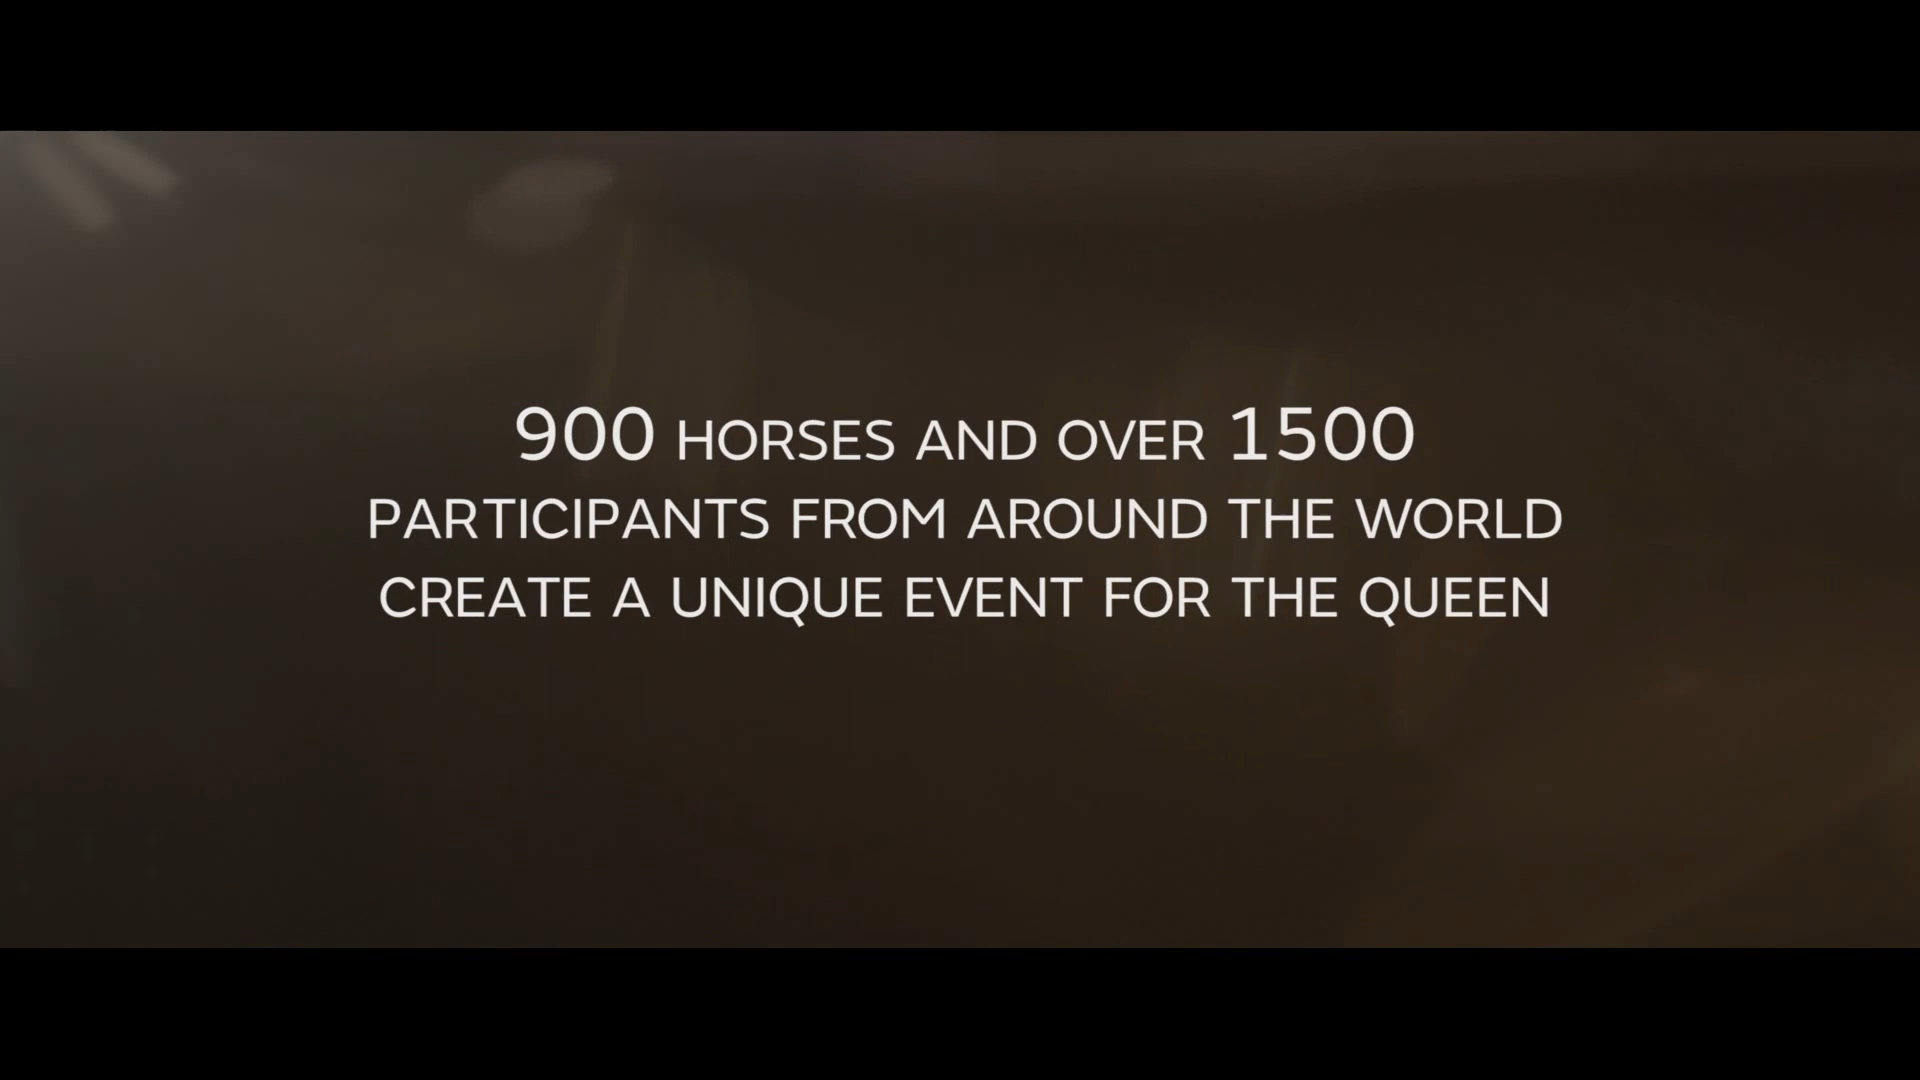 900 HORSES AND OVER 1500
PARTICIPANTS FROM AROUND THE WORLD
CREATE A UNIQUE EVENT FOR THE QUEEN